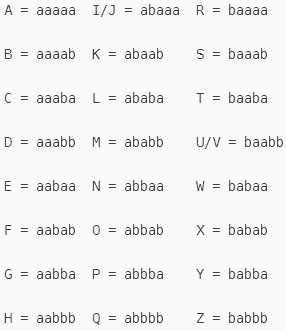 A = aaaaa I/J = abaaa R = baaaa
B = aaaab K = abaab S = baaab
C = aaaba L = ababa T = baaba
D = aaabb M = ababb U/V = baabb
E = aabaa N = abbaa W = babaa
F = aabab O = abbab X = babab
G = aabba P = abbba Y = babba
H = aabbb Q = abbbb Z = babbb